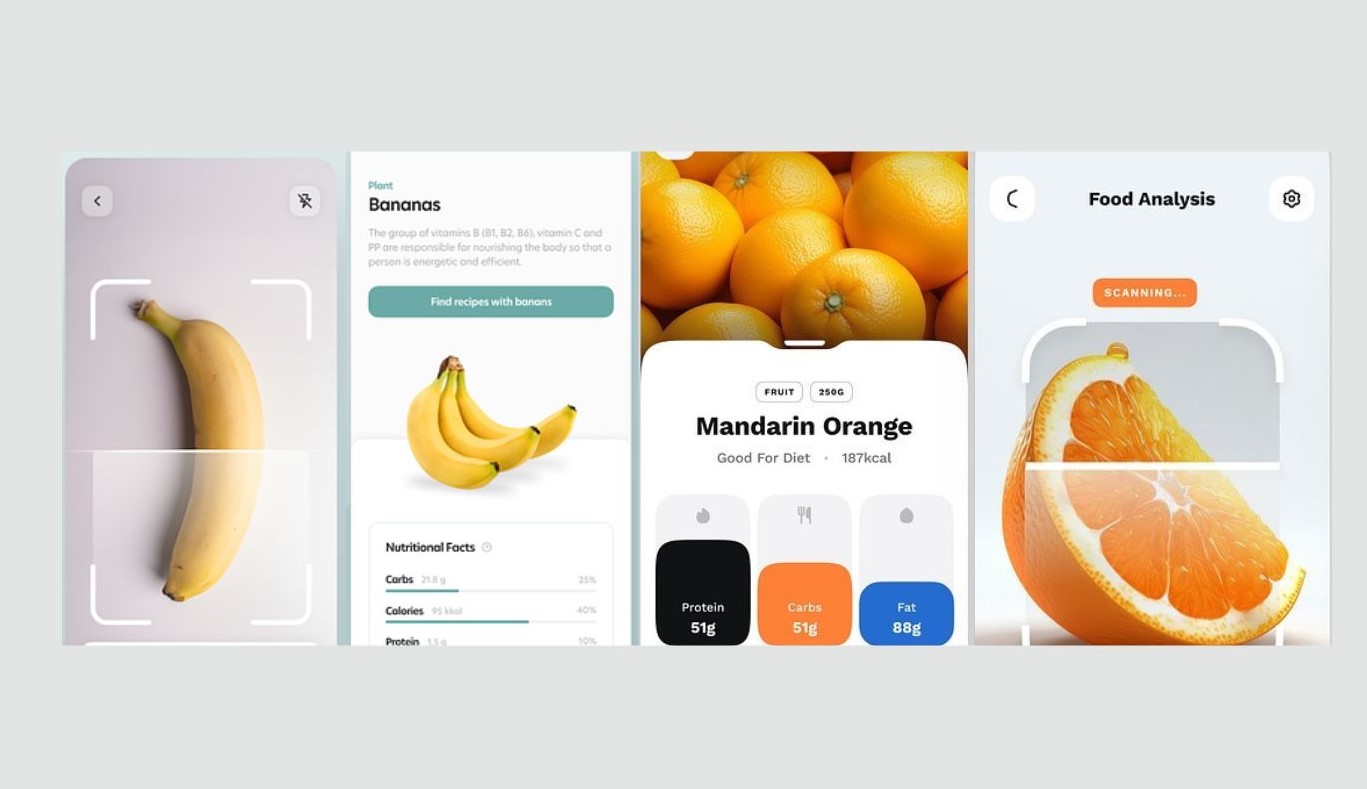 Plant
Bananas
The group of vitamins B (B1, B2, B6), vitamin C and
PP are responsible for nourishing the body so that a
person is energetic and efficient.
Find recipes with banans
Nutritional Facts
Carbs 21.8 g 25%
Calories 95 kkal 40%
Protein 1.5 g 10%
FRUIT 250G
Mandarin Orange
Good For Diet • 187kcal
Protein
51g
Carbs
51g
Fat
88g
Food Analysis
SCANNING...